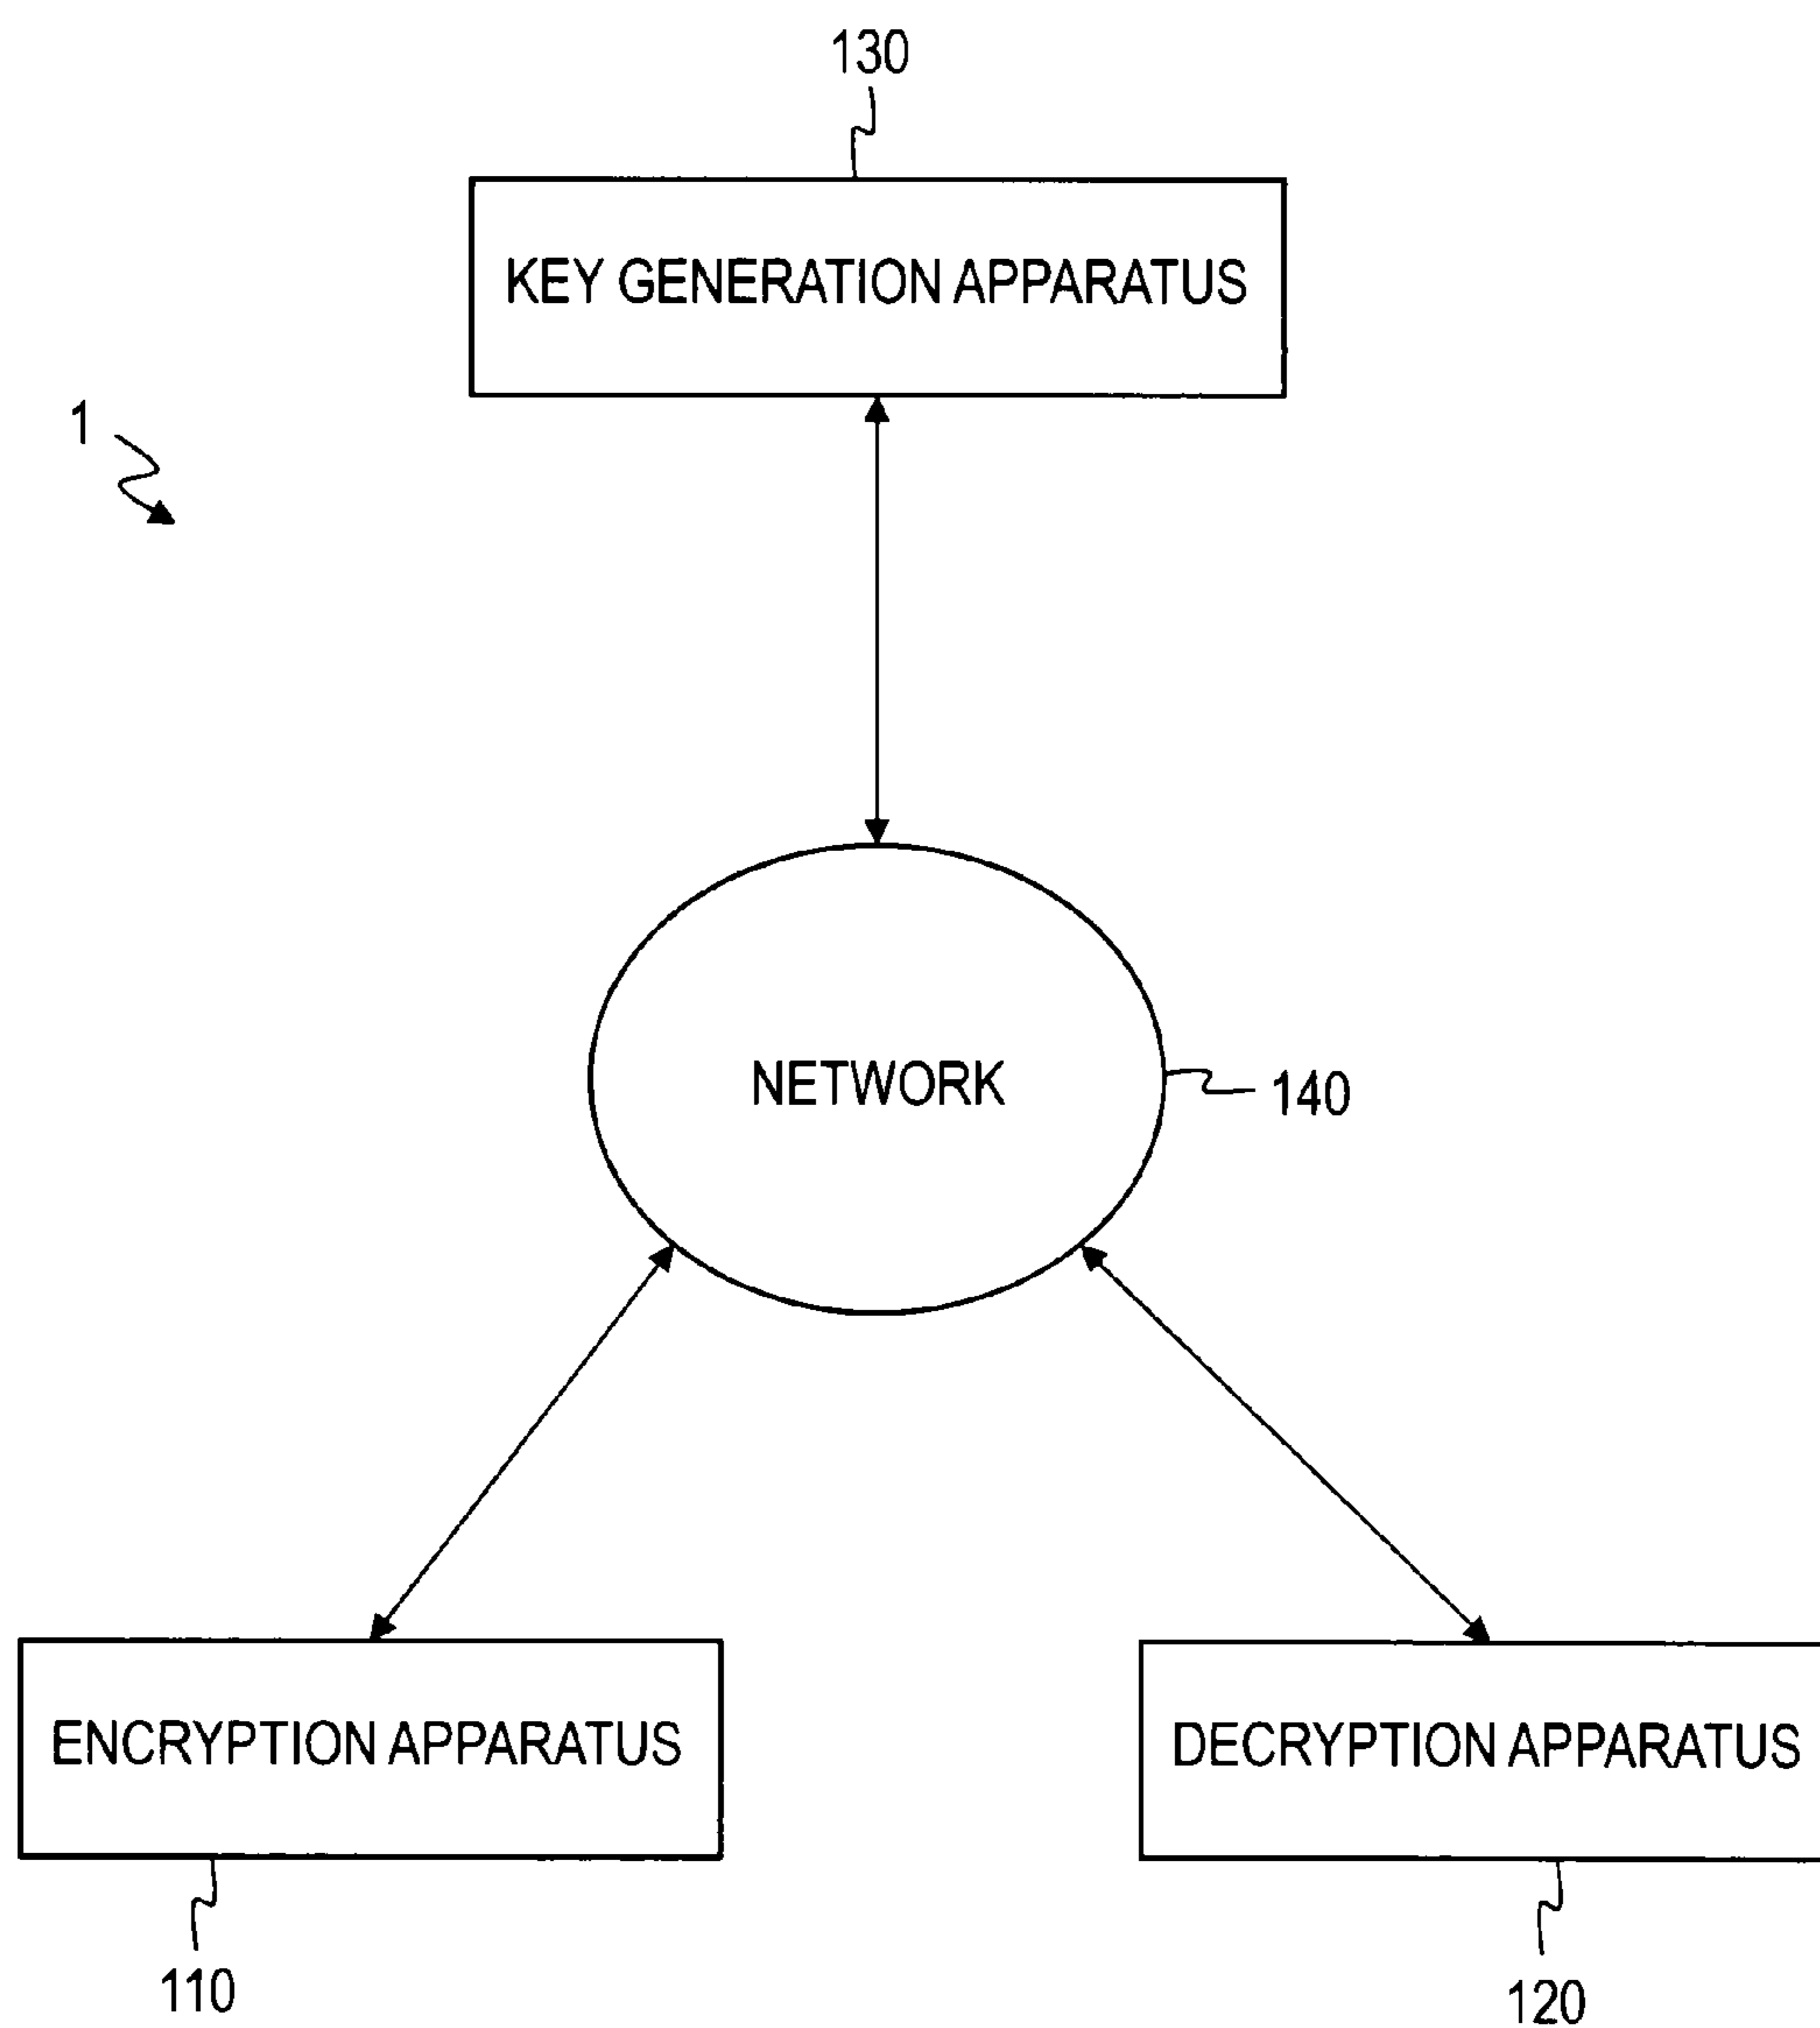 130
KEY GENERATION APPARATUS
1
NETWORK
140
ENCRYPTION APPARATUS
DECRYPTION APPARATUS
110
120